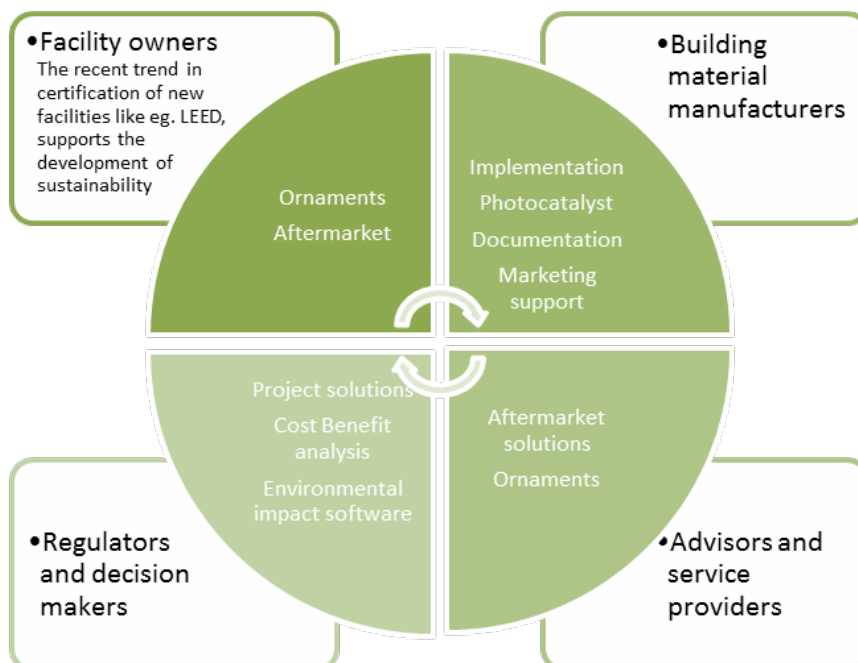 •Facility owners
The recent trend in
certification of new
facilities like eg. LEED,
supports the
development of
sustainability
•Building
material
manufacturers
Ornaments
Aftermarket
Implementation
Photocatalyst
Documentation
Marketing
support
Project solutions
Cost Benefit
analysis
Environmental
impact software
Aftermarket
solutions
Ornaments
•Regulators
and decision
makers
•Advisors and
service
providers